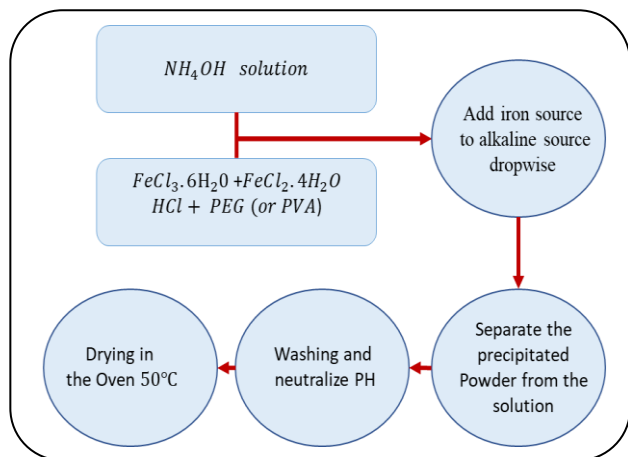 NH₄OH solution
FeCl₃.6H₂0 +FeCl₂.4H₂O
HCl + PEG (or PVA)
Add iron source
to alkaline source
dropwise
Separate the
precipitated
Powder from the
solution
Washing and
neutralize PH
Drying in
the Oven 50℃